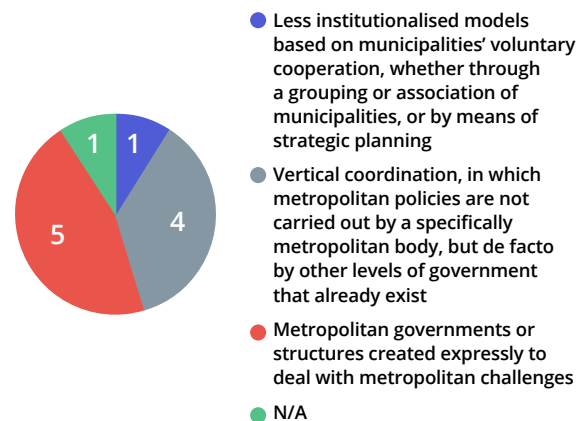 Less institutionalised models
based on municipalities’ voluntary
cooperation, whether through
a grouping or association of
municipalities, or by means of
strategic planning
Vertical coordination, in which
metropolitan policies are not
carried out by a specifically
metropolitan body, but de facto
by other levels of government
that already exist
Metropolitan governments or
structures created expressly to
deal with metropolitan challenges
N/A
1
1
4
5